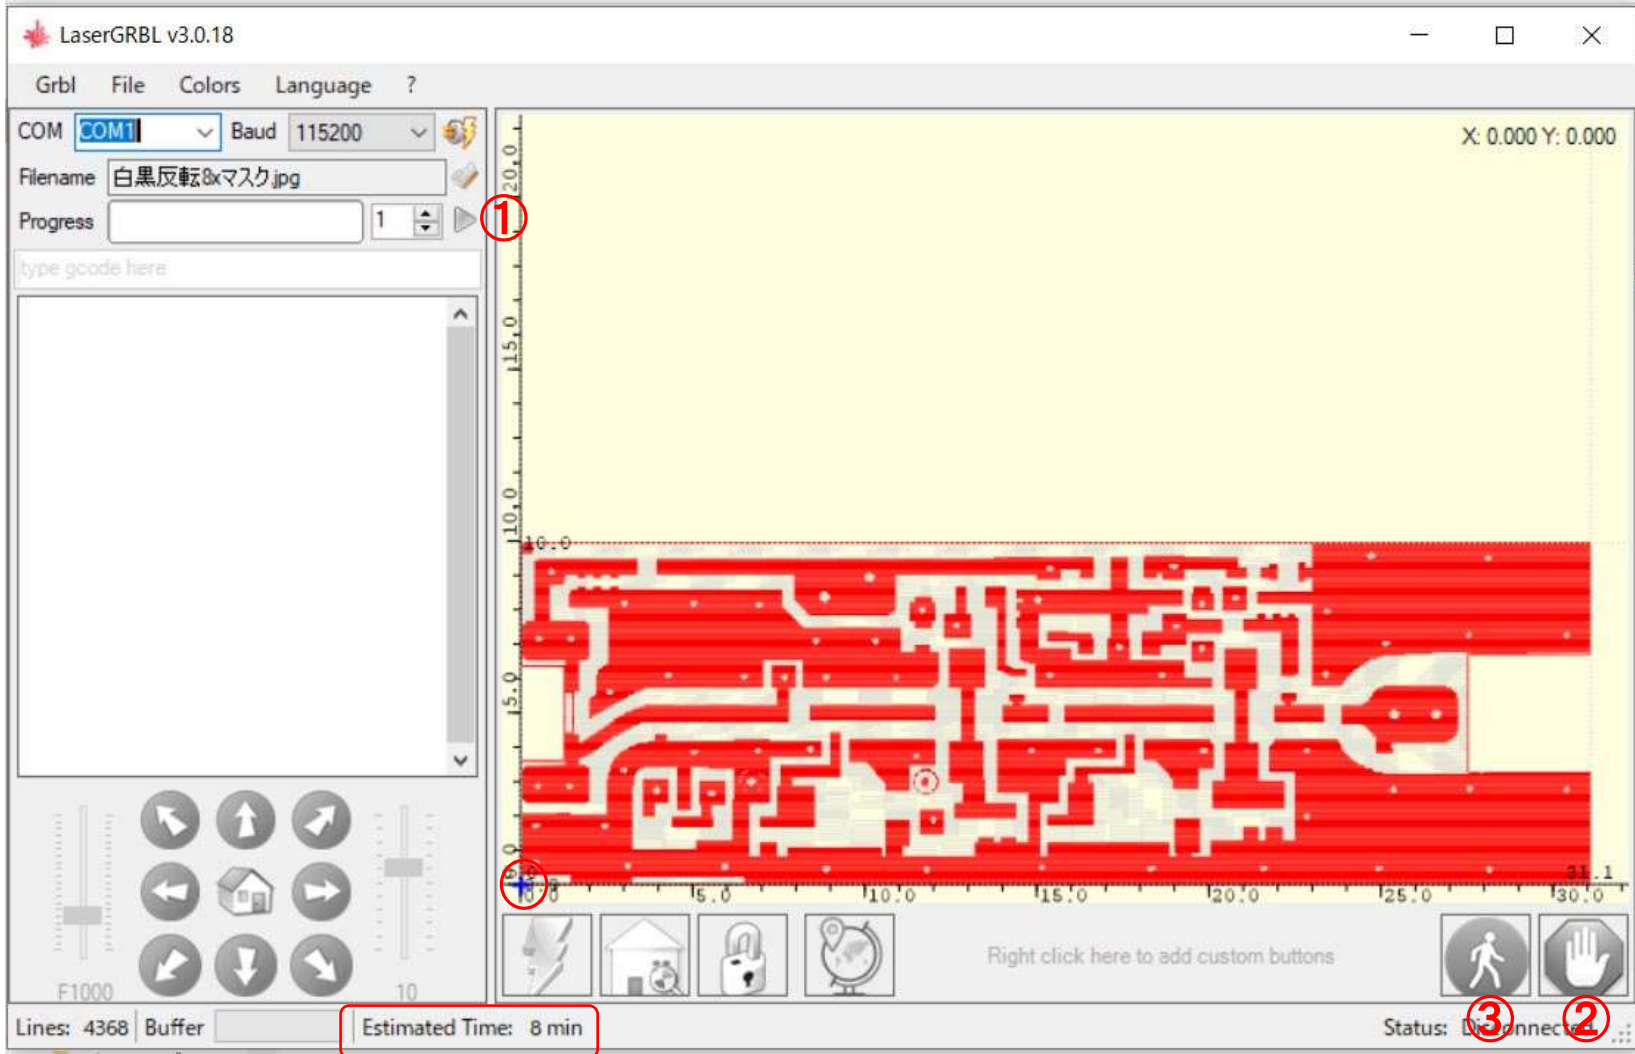 LaserGRBL v3.0.18
Grbl File Colors Language ?
COM COM1 Baud 115200
X: 0.000 Y: 0.000
Filename 白黒反転8xマスク.jpg
Progress 1 ①
type gcode here
20.0
15.0
10.0
10.0
5.0
31.1
5.0 10.0 15.0 20.0 25.0 30.0
Right click here to add custom buttons
F1000 10
Lines: 4368 Buffer Estimated Time: 8 min Status: Disconnected
③ ②